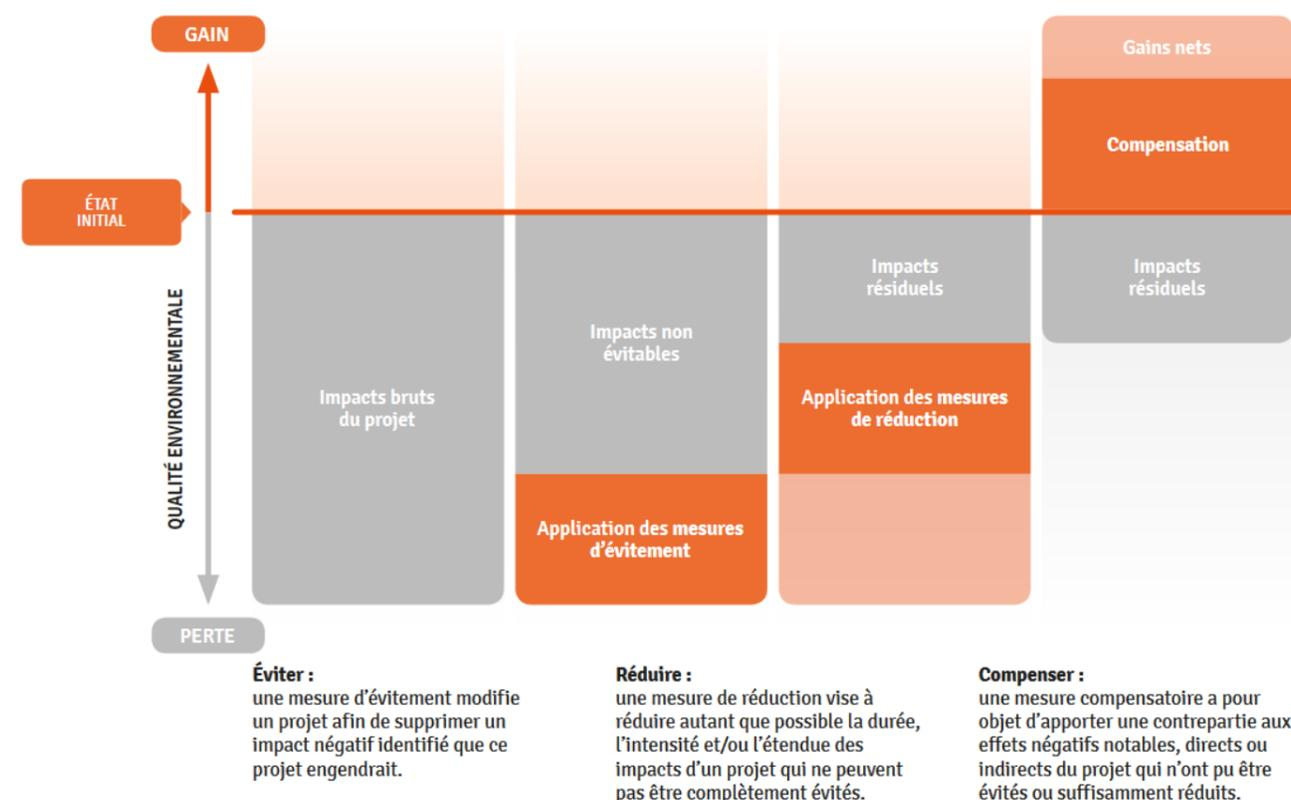 GAIN
ÉTAT
INITIAL
QUALITÉ ENVIRONNEMENTALE
PERTE
Impacts bruts
du projet
Impacts non
évitables
Application des mesures
d'évitement
Impacts
résiduels
Application des mesures
de réduction
Gains nets
Compensation
Impacts
résiduels
Éviter :
une mesure d'évitement modifie
un projet afin de supprimer un
impact négatif identifié que ce
projet engendrait.
Réduire :
une mesure de réduction vise à
réduire autant que possible la durée,
l'intensité et/ou l'étendue des
impacts d'un projet qui ne peuvent
pas être complètement évités.
Compenser :
une mesure compensatoire a pour
objet d'apporter une contrepartie aux
effets négatifs notables, directs ou
indirects du projet qui n'ont pu être
évités ou suffisamment réduits.